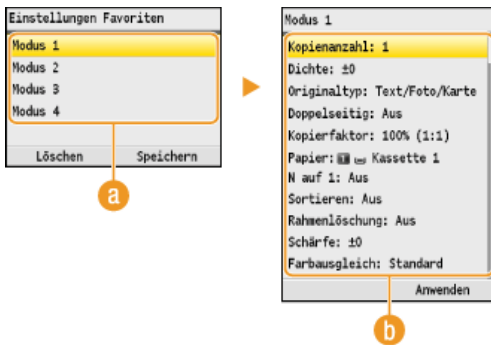 Einstellungen Favoriten
Modus 1
Modus 2
Modus 3
Modus 4
Löschen Speichern
a
Modus 1
Kopienanzahl: 1
Dichte: ±0
Originaltyp: Text/Foto/Karte
Doppelseitig: Aus
Kopierfaktor: 100% (1:1)
Papier: 1 Kassette 1
N auf 1: Aus
Sortieren: Aus
Rahmenlöschung: Aus
Schärfe: ±0
Farbausgleich: Standard
Anwenden
b